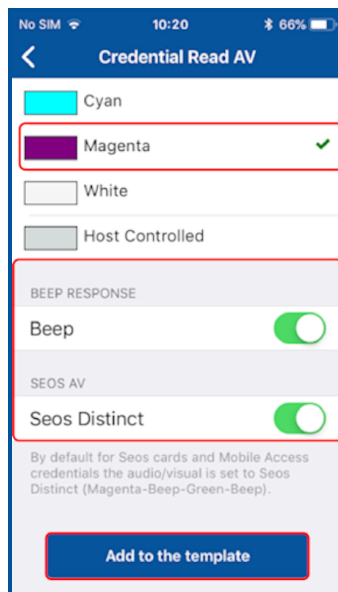 No SIM 10:20 66%
Credential Read AV
Cyan
Magenta
White
Host Controlled
BEEP RESPONSE
Beep
SEOS AV
Seos Distinct
By default for Seos cards and Mobile Access
credentials the audio/visual is set to Seos
Distinct (Magenta-Beep-Green-Beep).
Add to the template